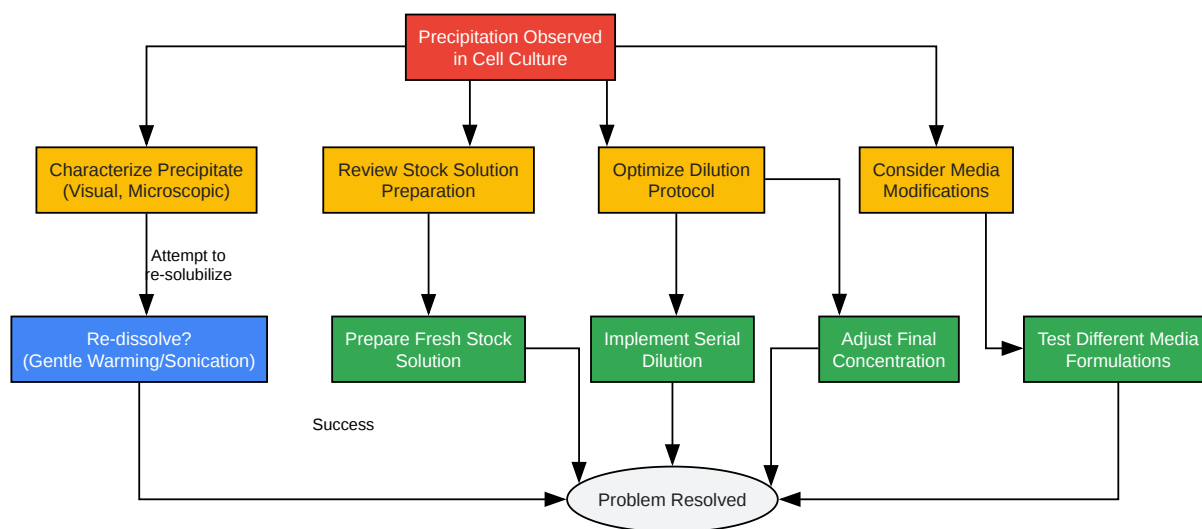 Precipitation Observed
in Cell Culture
Characterize Precipitate
(Visual, Microscopic)
Review Stock Solution
Preparation
Optimize Dilution
Protocol
Consider Media
Modifications
Attempt to
re-solubilize
Re-dissolve?
(Gentle Warming/Sonication)
Prepare Fresh Stock
Solution
Implement Serial
Dilution
Adjust Final
Concentration
Test Different Media
Formulations
Success
Problem Resolved